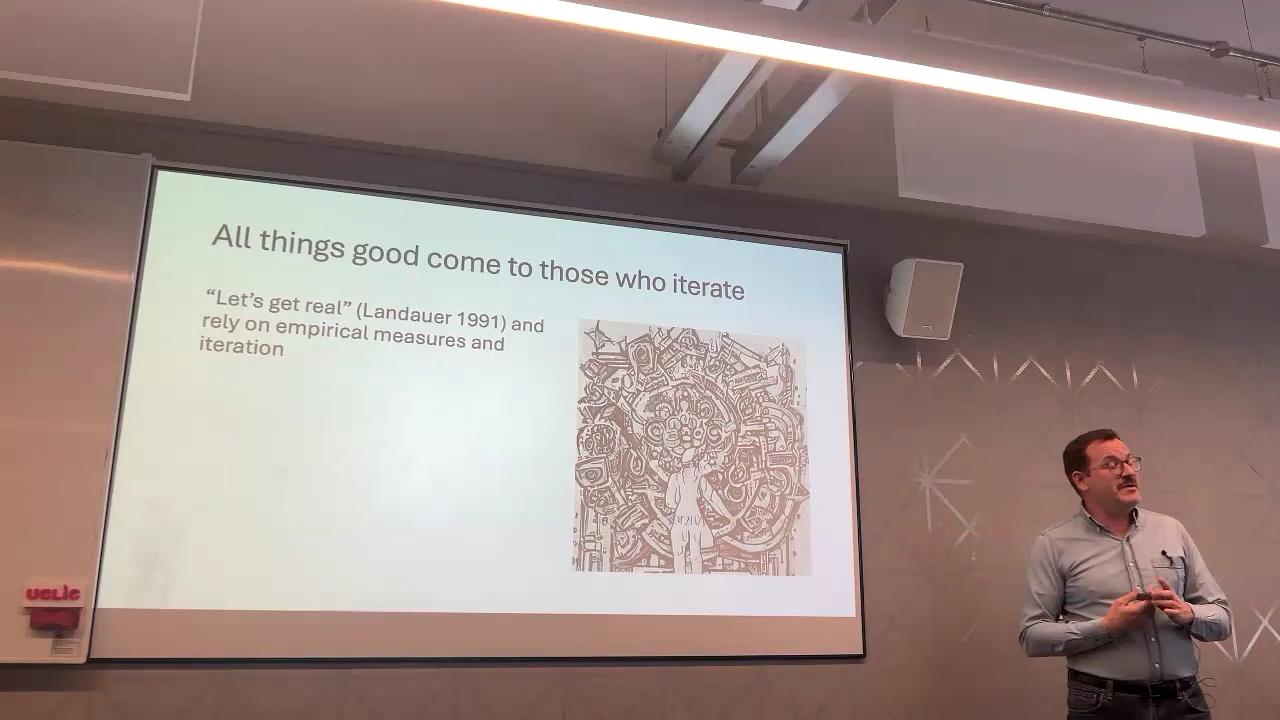 All things good come to those who iterate
“Let’s get real” (Landauer 1991) and
rely on empirical measures and
iteration
UCLIC